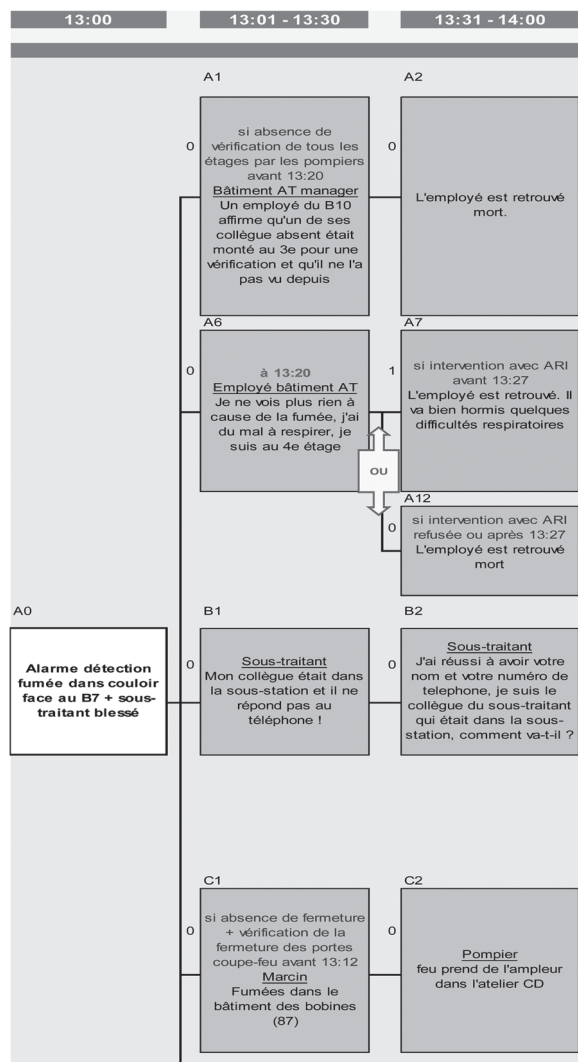 13:00
13:01 - 13:30
13:31 - 14:00
A1
0
si absence de
vérification de tous les
étages par les pompiers
avant 13:20
Bâtiment AT manager
Un employé du B10
affirme qu'un de ses
collègue absent était
monté au 3e pour une
vérification et qu'il ne l'a
pas vu depuis
A2
0
L'employé est retrouvé
mort.
A6
0
à 13:20
Employé bâtiment AT
Je ne vois plus rien à
cause de la fumée, j'ai
du mal à respirer, je
suis au 4e étage
A7
1
si intervention avec ARI
avant 13:27
L'employé est retrouvé. Il
va bien hormis quelques
difficultés respiratoires
OU
A12
0
si intervention avec ARI
refusée ou après 13:27
L'employé est retrouvé
mort
A0
Alarme détection
fumée dans couloir
face au B7 + sous-
traitant blessé
B1
0
Sous-traitant
Mon collègue était dans
la sous-station et il ne
répond pas au
téléphone !
B2
0
Sous-traitant
J'ai réussi à avoir votre
nom et votre numéro de
telephone, je suis le
collègue du sous-traitant
qui était dans la sous-
station, comment va-t-il ?
C1
0
si absence de fermeture
+ vérification de la
fermeture des portes
coupe-feu avant 13:12
Marcin
Fumées dans le
bâtiment des bobines
(87)
C2
0
Pompier
feu prend de l'ampleur
dans l'atelier CD